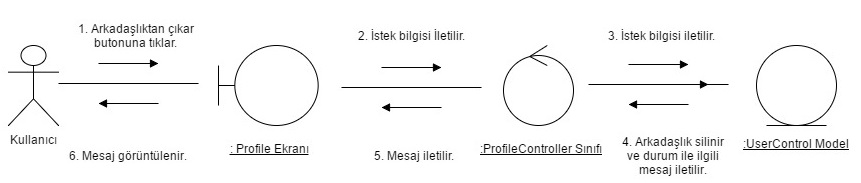 1. Arkadaşlıktan çıkar
butonuna tıklar.
2. İstek bilgisi İletilir.
3. İstek bilgisi iletilir.
Kullanıcı
6. Mesaj görüntülenir.
: Profile Ekranı
5. Mesaj iletilir.
:ProfileController Sınıfı
4. Arkadaşlık silinir
ve durum ile ilgili
mesaj iletilir.
:UserControl Model